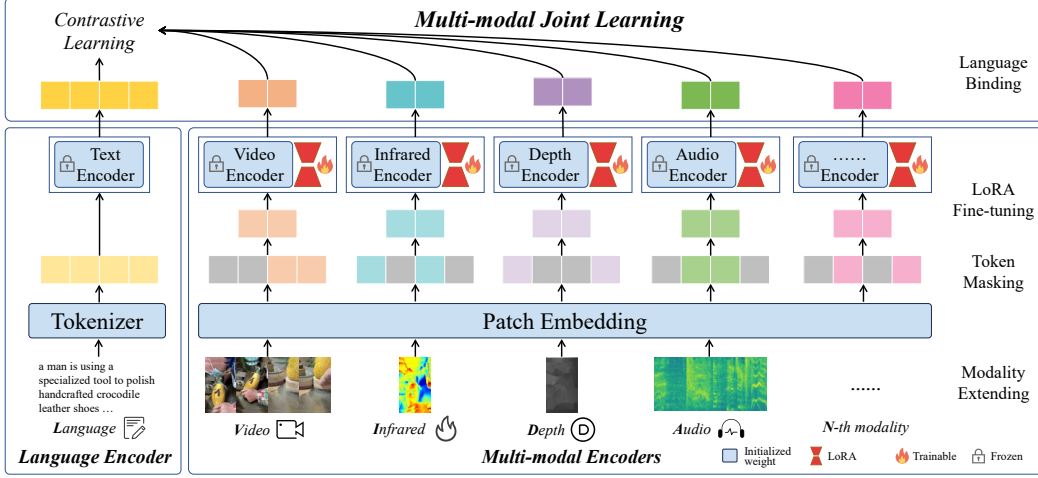 Multi-modal Joint Learning
Contrastive
Learning
Language
Binding
Text
Encoder
Video
Encoder
Infrared
Encoder
Depth
Encoder
Audio
Encoder
......
Encoder
LoRA
Fine-tuning
Token
Masking
Tokenizer
Patch Embedding
a man is using a
specialized tool to polish
handcrafted crocodile
leather shoes ...
......
Modality
Extending
Language
Video
Infrared
Depth
D
Audio
N-th modality
Language Encoder
Multi-modal Encoders
Initialized
weight
LoRA
Trainable
Frozen